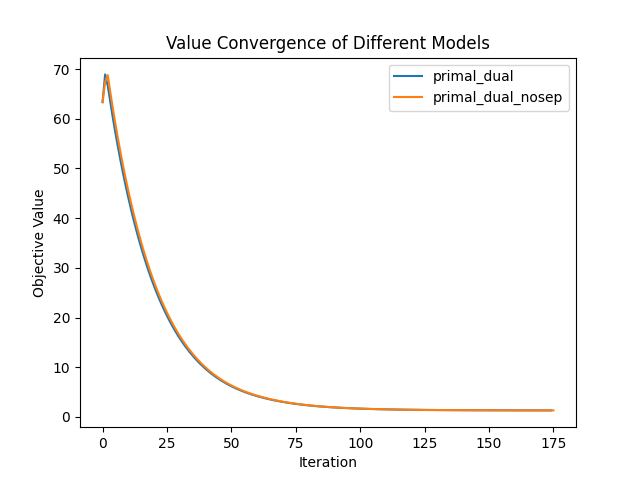 Value Convergence of Different Models
primal_dual
primal_dual_nosep
Objective Value
70
60
50
40
30
20
10
0
0 25 50 75 100 125 150 175
Iteration